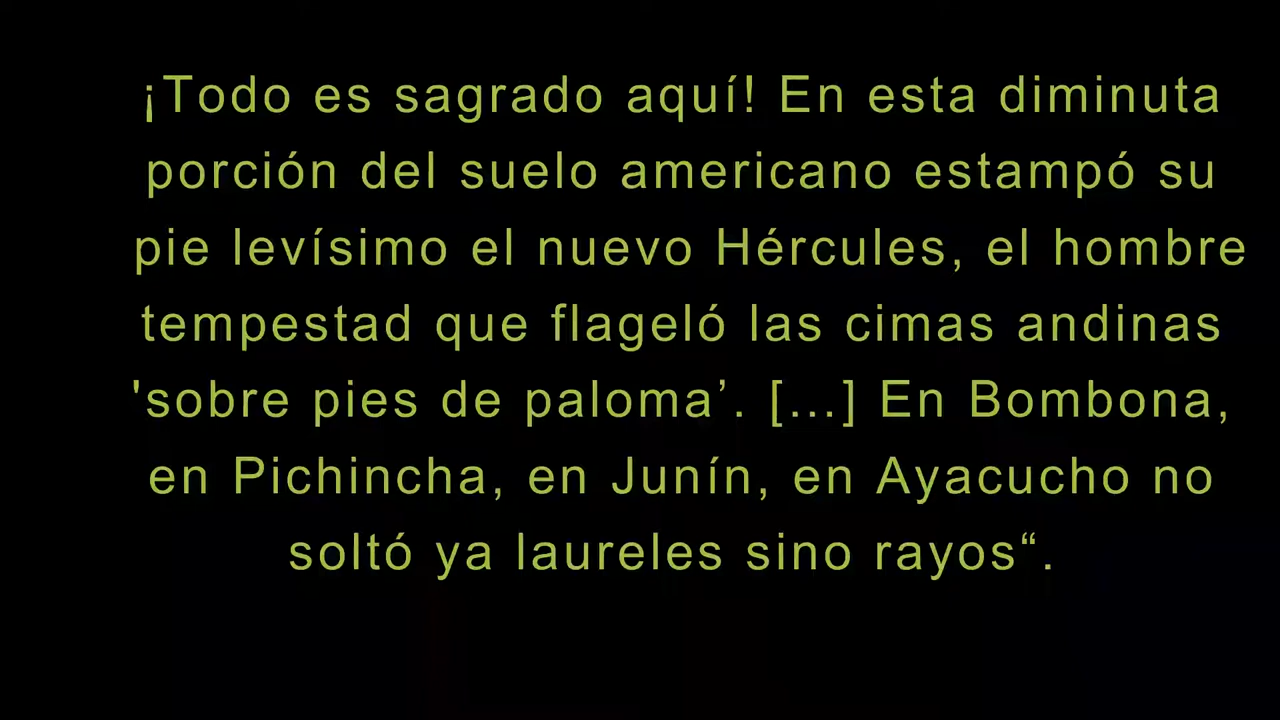 ¡Todo es sagrado aquí! En esta diminuta
porción del suelo americano estampó su
pie levísimo el nuevo Hércules, el hombre
tempestad que flageló las cimas andinas
'sobre pies de paloma’. [...] En Bombona,
en Pichincha, en Junín, en Ayacucho no
soltó ya laureles sino rayos“.